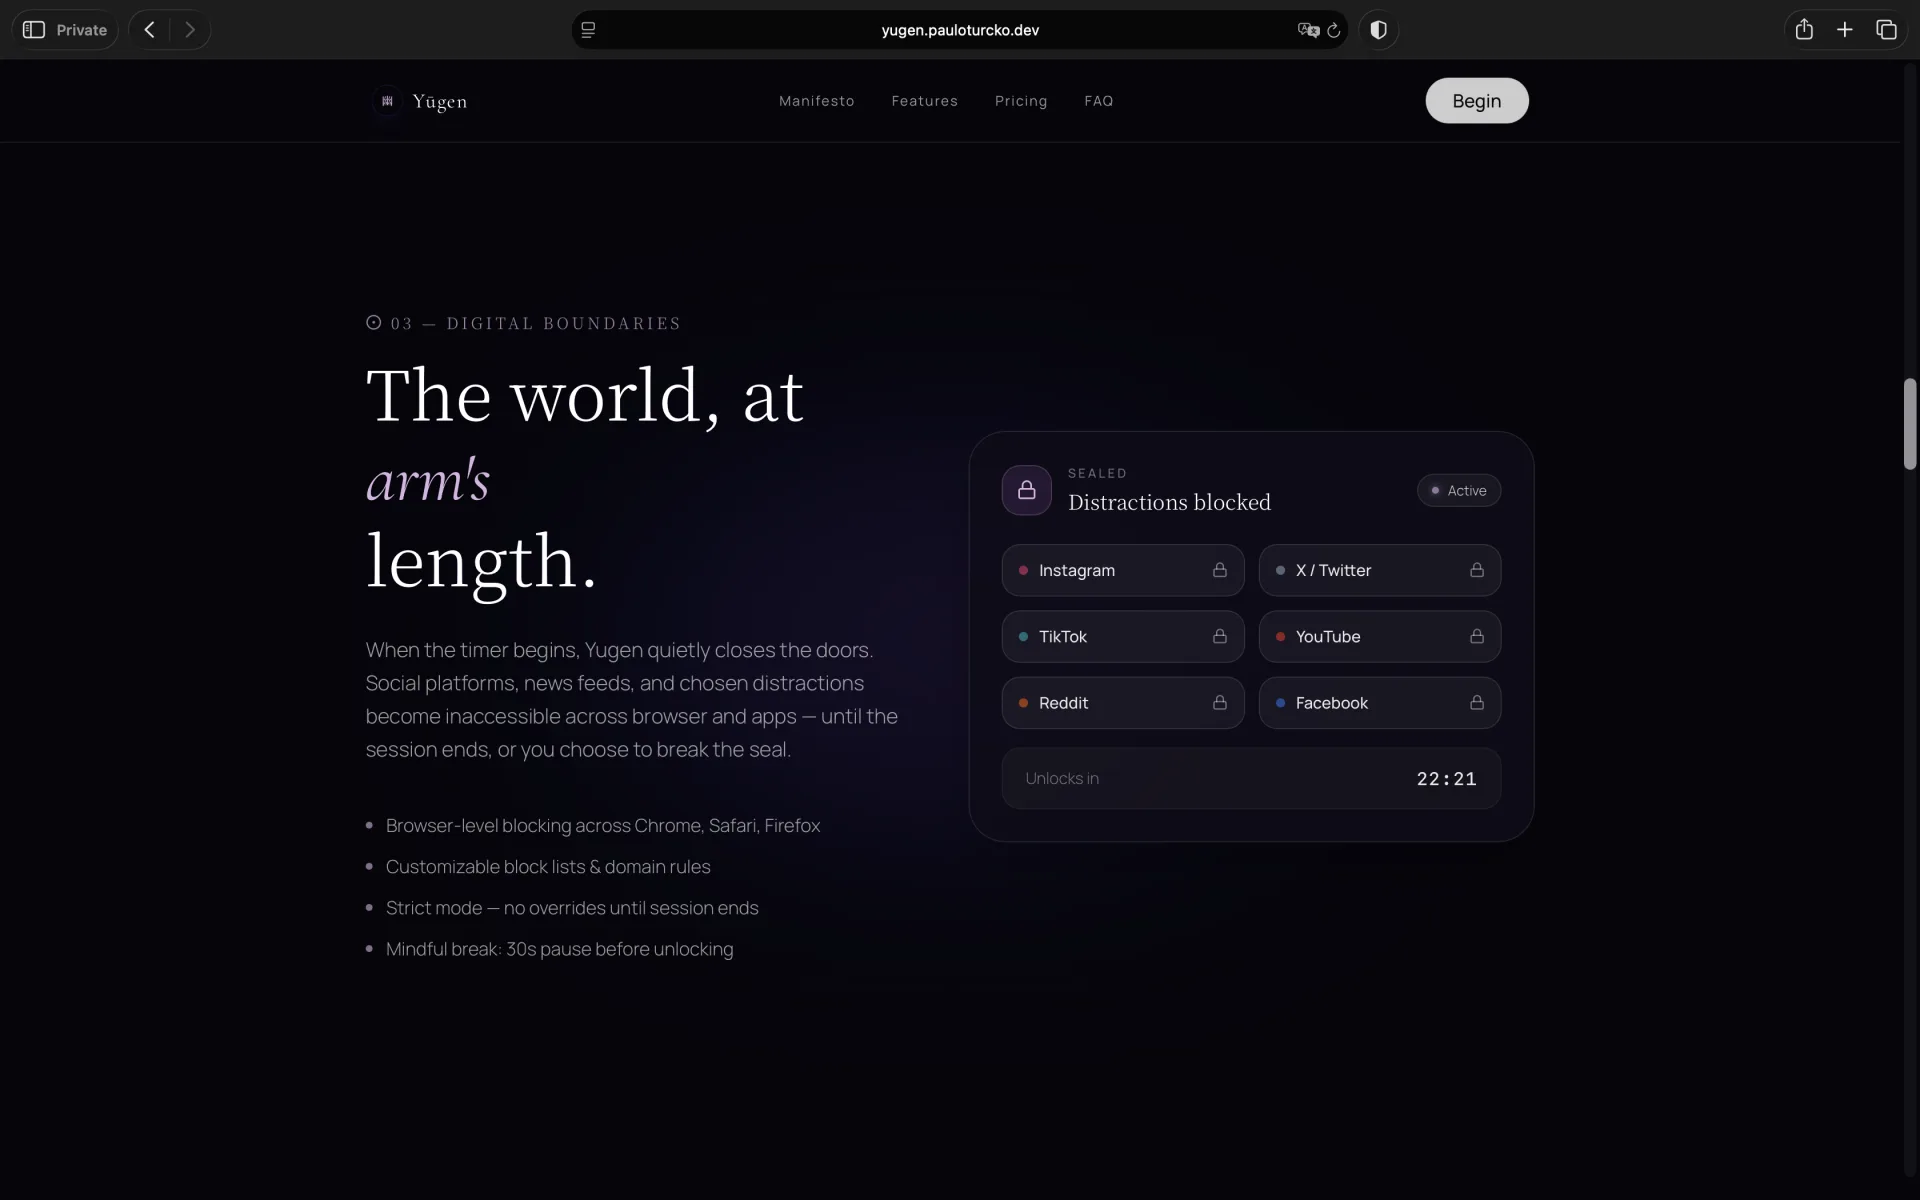 Private
yugen.pauloturcko.dev
Yūgen
Manifesto
Features
Pricing
FAQ
Begin
03 — DIGITAL BOUNDARIES
The world, at
arm's
length.
When the timer begins, Yugen quietly closes the doors.
Social platforms, news feeds, and chosen distractions
become inaccessible across browser and apps — until the
session ends, or you choose to break the seal.
Browser-level blocking across Chrome, Safari, Firefox
Customizable block lists & domain rules
Strict mode — no overrides until session ends
Mindful break: 30s pause before unlocking
SEALED
Distractions blocked
Active
Instagram
X / Twitter
TikTok
YouTube
Reddit
Facebook
Unlocks in
22:21